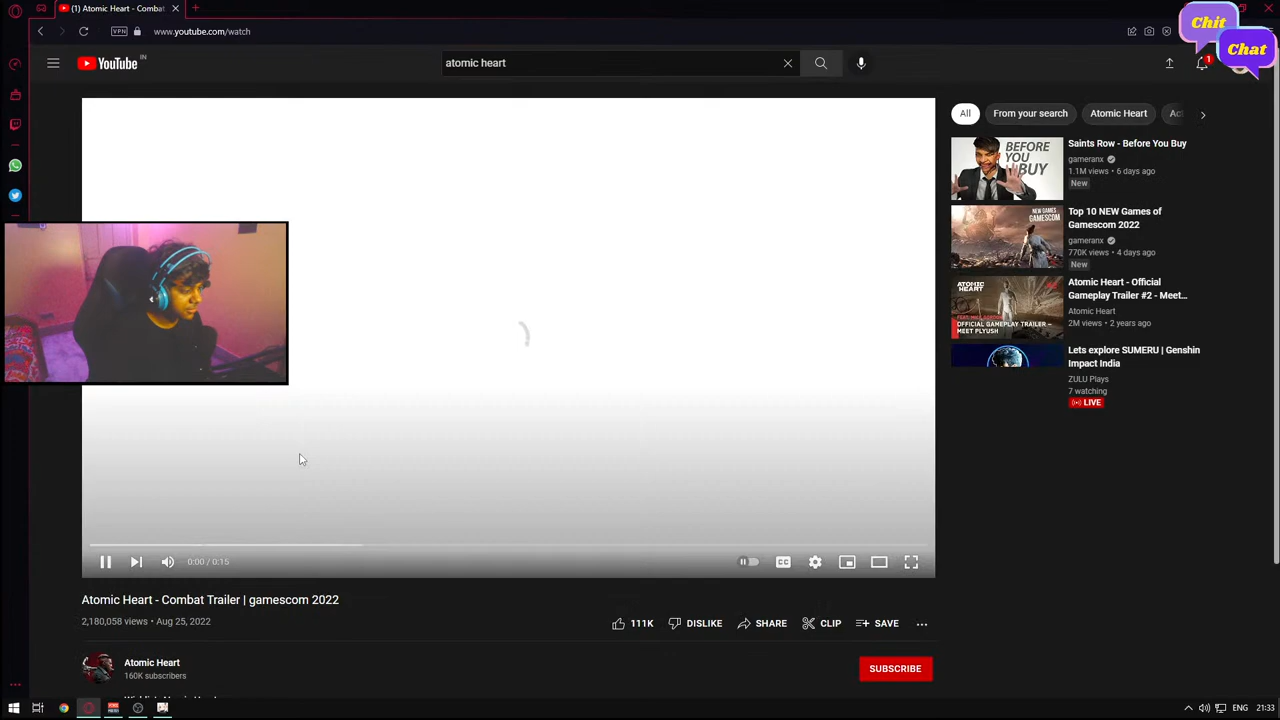 (1) Atomic Heart - Combat
VPN
www.youtube.com/watch
Chit
Chat
YouTube
IN
atomic heart
1
All
From your search
Atomic Heart
BEFORE
YOU
BUY
Saints Row - Before You Buy
gameranx
1.1M views • 6 days ago
New
NEW GAMES
GAMESCOM
2022
Top 10 NEW Games of
Gamescom 2022
gameranx
770K views • 4 days ago
New
ATOMIC
HEART
OFFICIAL GAMEPLAY TRAILER –
MEET PLYUSH
Atomic Heart - Official
Gameplay Trailer #2 - Meet...
Atomic Heart
2M views • 2 years ago
Lets explore SUMERU | Genshin
Impact India
ZULU Plays
7 watching
LIVE
0:00 / 0:15
CC
Atomic Heart - Combat Trailer | gamescom 2022
2,180,058 views • Aug 25, 2022
111K
DISLIKE
SHARE
CLIP
SAVE
Atomic Heart
160K subscribers
SUBSCRIBE
ENG
21:33